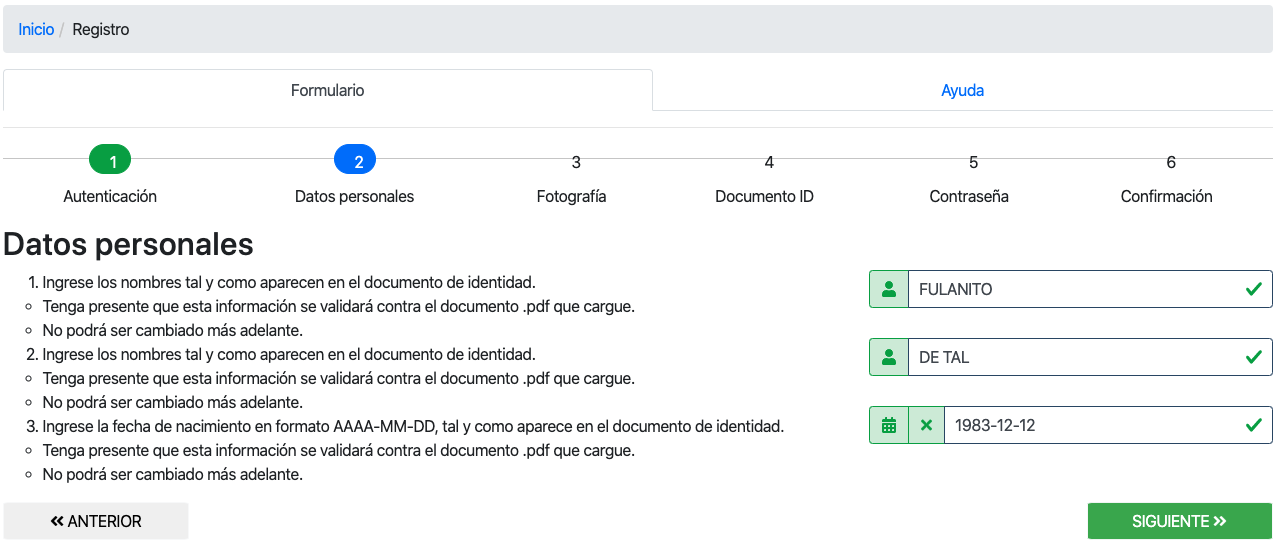 Inicio / Registro
Formulario Ayuda
1 2 3 4 5 6
Autenticación Datos personales Fotografía Documento ID Contraseña Confirmación
Datos personales
1. Ingrese los nombres tal y como aparecen en el documento de identidad.
Tenga presente que esta información se validará contra el documento .pdf que cargue.
No podrá ser cambiado más adelante.
2. Ingrese los nombres tal y como aparecen en el documento de identidad.
Tenga presente que esta información se validará contra el documento .pdf que cargue.
No podrá ser cambiado más adelante.
3. Ingrese la fecha de nacimiento en formato AAAA-MM-DD, tal y como aparece en el documento de identidad.
Tenga presente que esta información se validará contra el documento .pdf que cargue.
No podrá ser cambiado más adelante.
FULANITO
DE TAL
1983-12-12
ANTERIOR SIGUIENTE